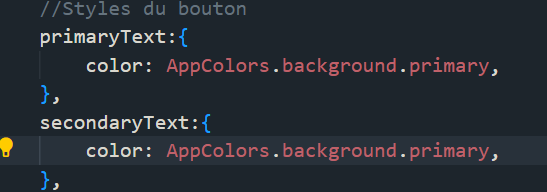 //Styles du bouton
primaryText:{
color: AppColors.background.primary,
},
secondaryText:{
color: AppColors.background.primary,
},